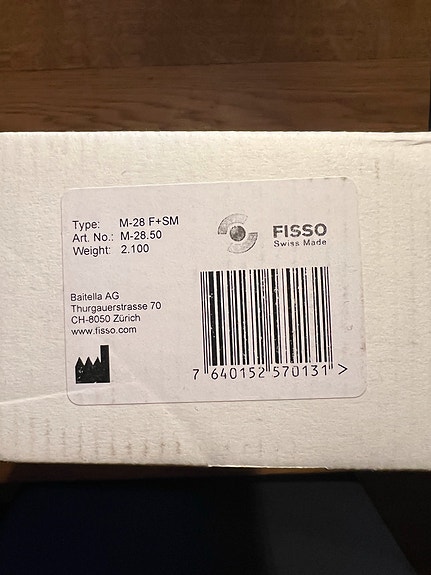 Type: M-28 F+SM
Art. No.: M-28.50
Weight: 2.100
FISSO
Swiss Made
Baitella AG
Thurgauerstrasse 70
CH-8050 Zürich
www.fisso.com
7 640152 570131 >